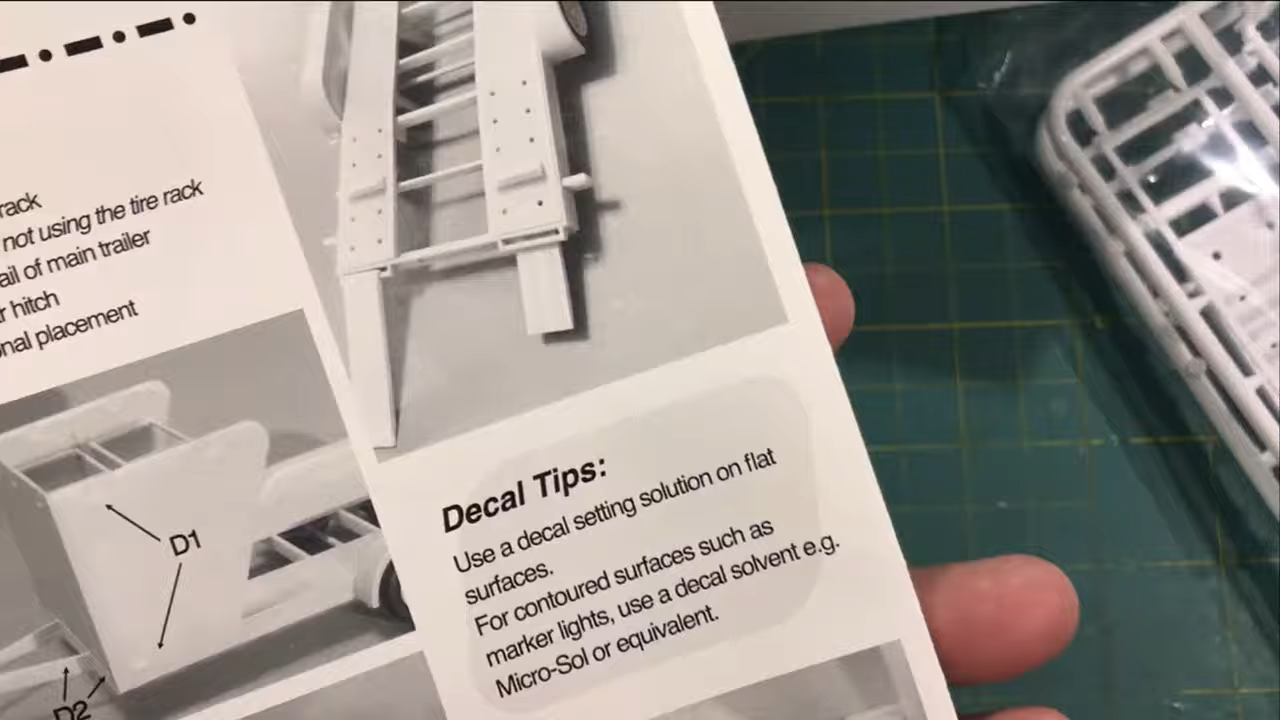 rack
not using the tire rack
ail of main trailer
r hitch
nal placement
D1
D2
Decal Tips:
Use a decal setting solution on flat
surfaces.
For contoured surfaces such as
marker lights, use a decal solvent e.g.
Micro-Sol or equivalent.